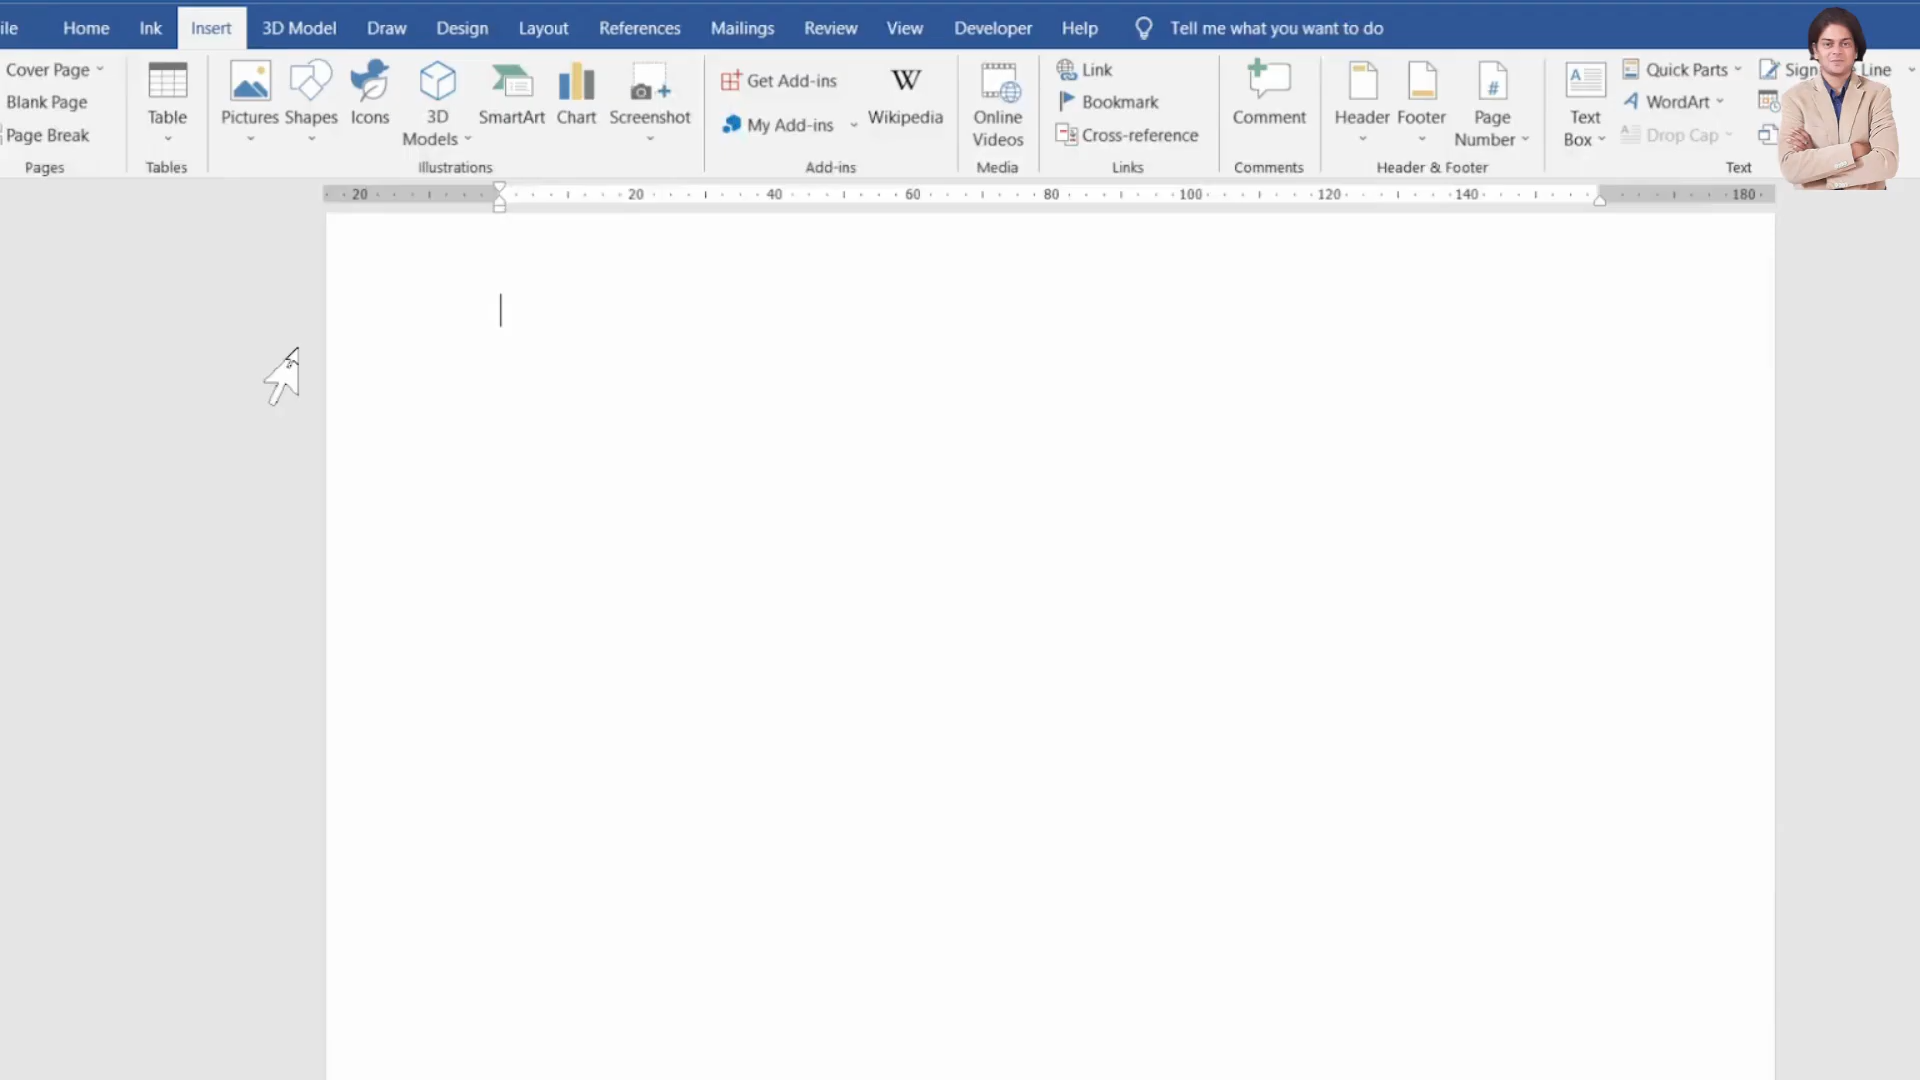 ile Home Ink Insert 3D Model Draw Design Layout References Mailings Review View Developer Help Tell me what you want to do
Cover Page
Blank Page
Page Break
Pages
Table
Tables
Pictures Shapes Icons 3D Models SmartArt Chart Screenshot
Illustrations
Get Add-ins
My Add-ins
W
Wikipedia
Add-ins
Online Videos
Media
Link
Bookmark
Cross-reference
Links
Comment
Comments
Header Footer Page Number
#
Header & Footer
A
Text Box
Quick Parts
A WordArt
A Drop Cap
Line
Text
20 20 40 60 80 100 120 140 180